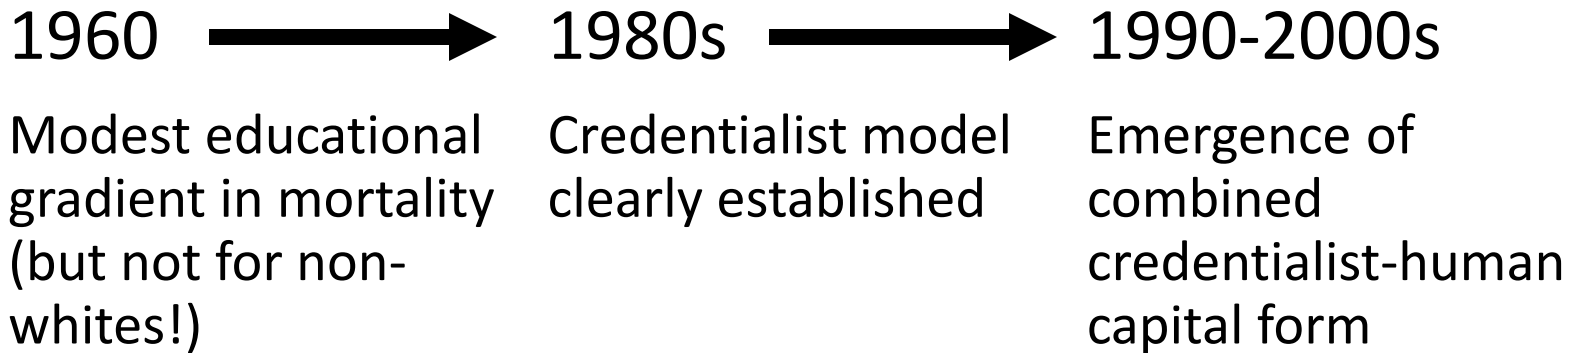 1960
1980s
1990-2000s
Modest educational
gradient in mortality
(but not for non-
whites!)
Credentialist model
clearly established
Emergence of
combined
credentialist-human
capital form